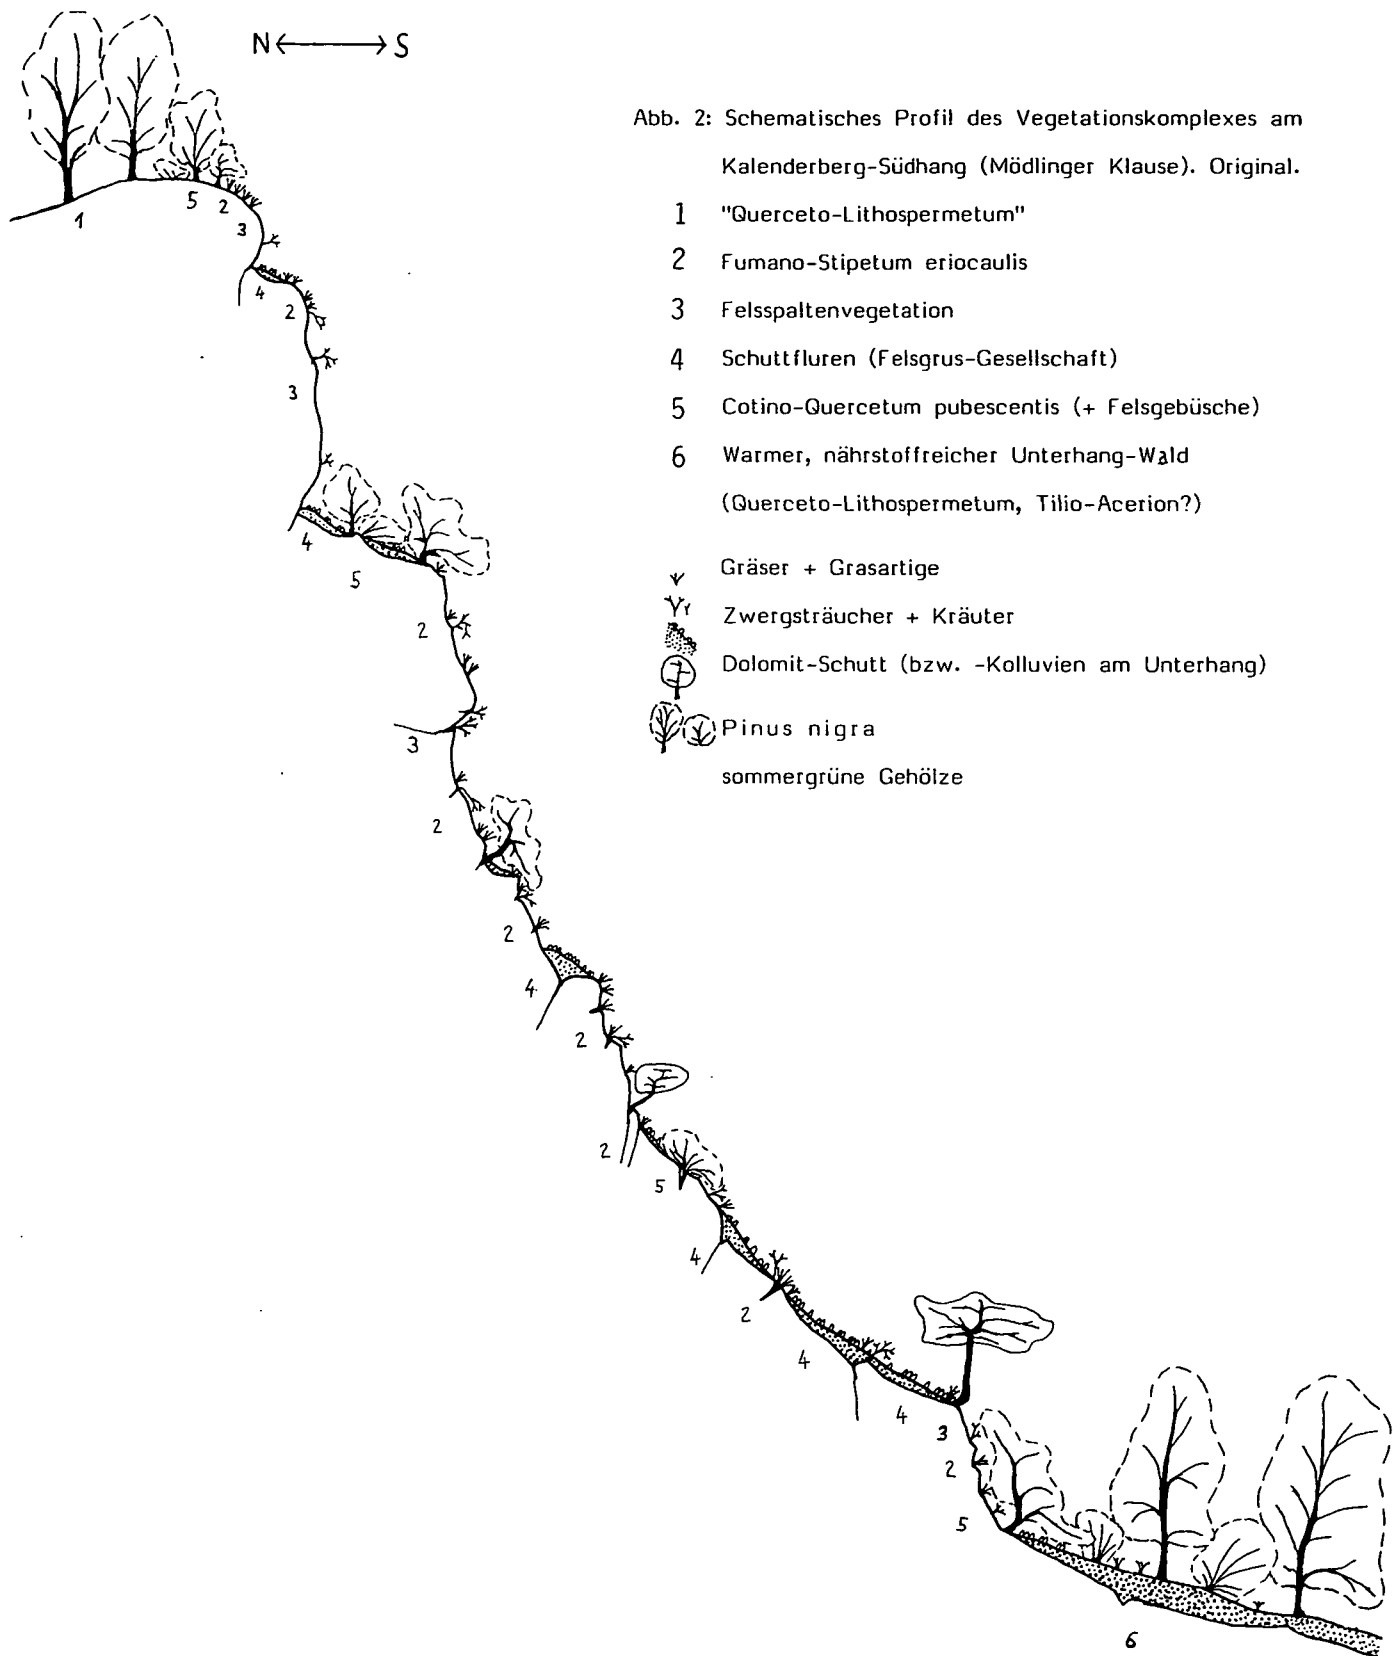 N ⟷ S
Abb. 2: Schematisches Profil des Vegetationskomplexes am
Kalenderberg-Südhang (Mödlinger Klause). Original.
1 "Querceto-Lithospermetum"
2 Fumano-Stipetum eriocaulis
3 Felsspaltenvegetation
4 Schuttfluren (Felsgrus-Gesellschaft)
5 Cotino-Quercetum pubescentis (+ Felsgebüsche)
6 Warmer, nährstoffreicher Unterhang-Wald
(Querceto-Lithospermetum, Tilio-Acerion?)
Gräser + Grasartige
Zwergsträucher + Kräuter
Dolomit-Schutt (bzw. -Kolluvien am Unterhang)
Pinus nigra
sommergrüne Gehölze
1
5
2
3
4
2
3
4
5
2
3
2
2
4
2
2
5
4
2
4
4
3
2
5
6